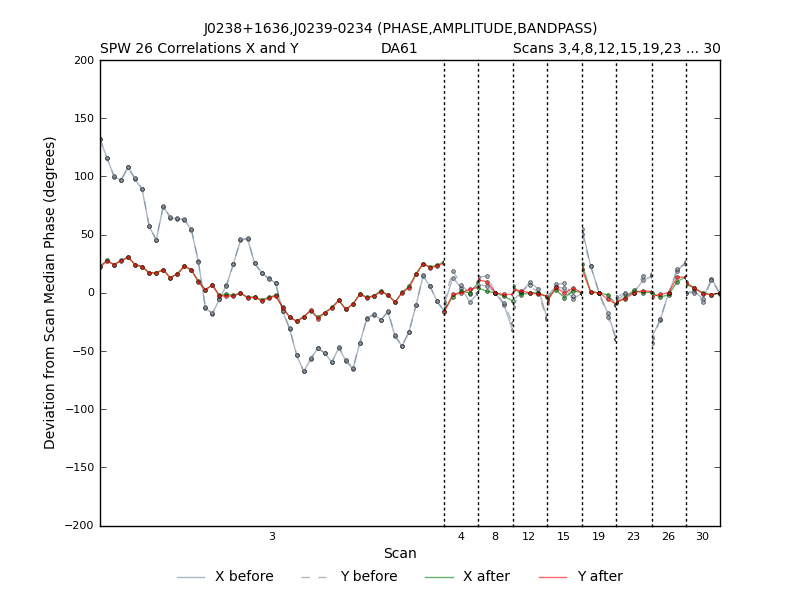 J0238+1636,J0239-0234 (PHASE,AMPLITUDE,BANDPASS)
SPW 26 Correlations X and Y DA61 Scans 3,4,8,12,15,19,23 ... 30
200
150
100
50
0
−50
−100
−150
−200
Deviation from Scan Median Phase (degrees)
3 4 8 12 15 19 23 26 30
Scan
X before Y before X after Y after